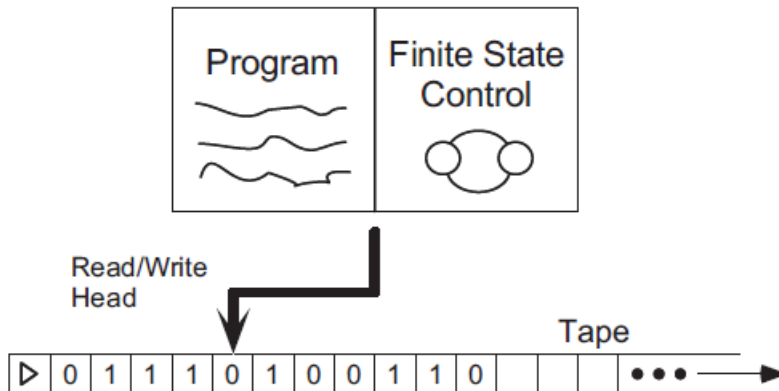 Program
Finite State
Control
Read/Write
Head
Tape
0 1 1 1 0 1 0 0 1 1 0